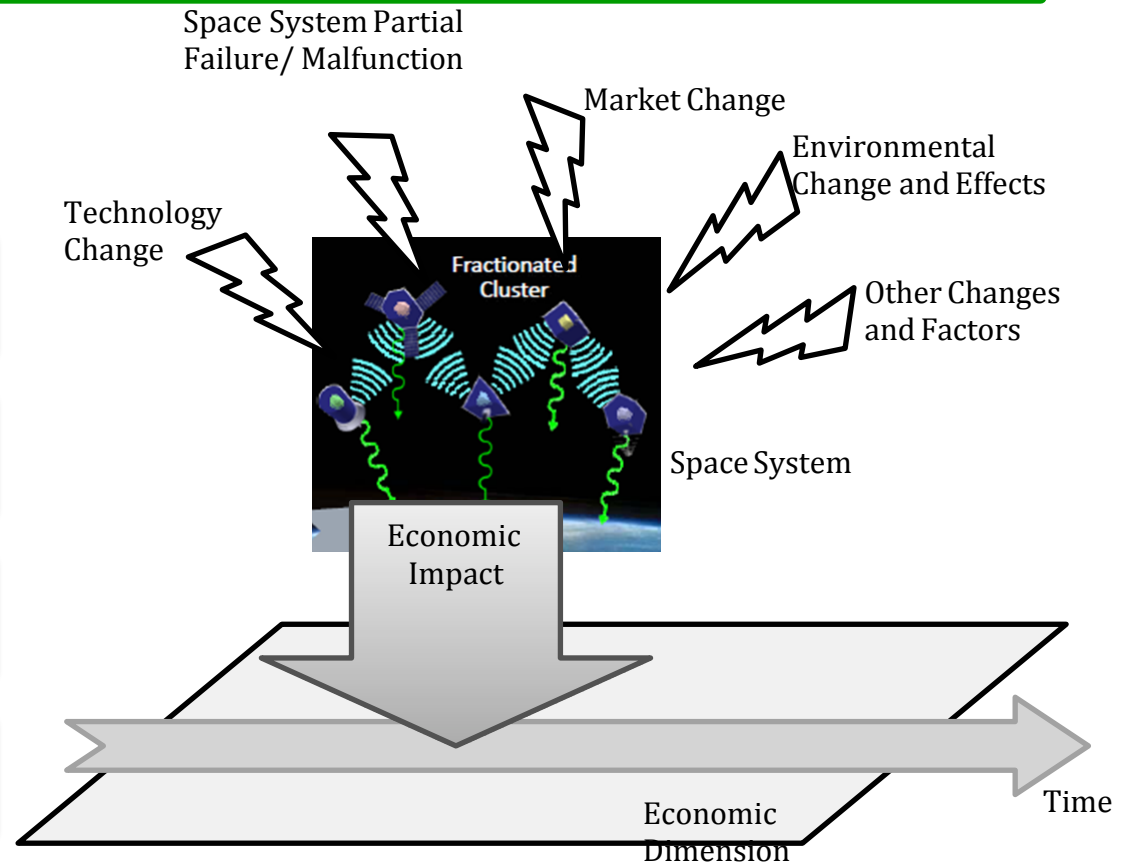 Space System Partial
Failure/ Malfunction
Market Change
Environmental
Change and Effects
Technology
Change
Other Changes
and Factors
Fractionated
Cluster
Space System
Economic
Impact
Time
Economic
Dimension